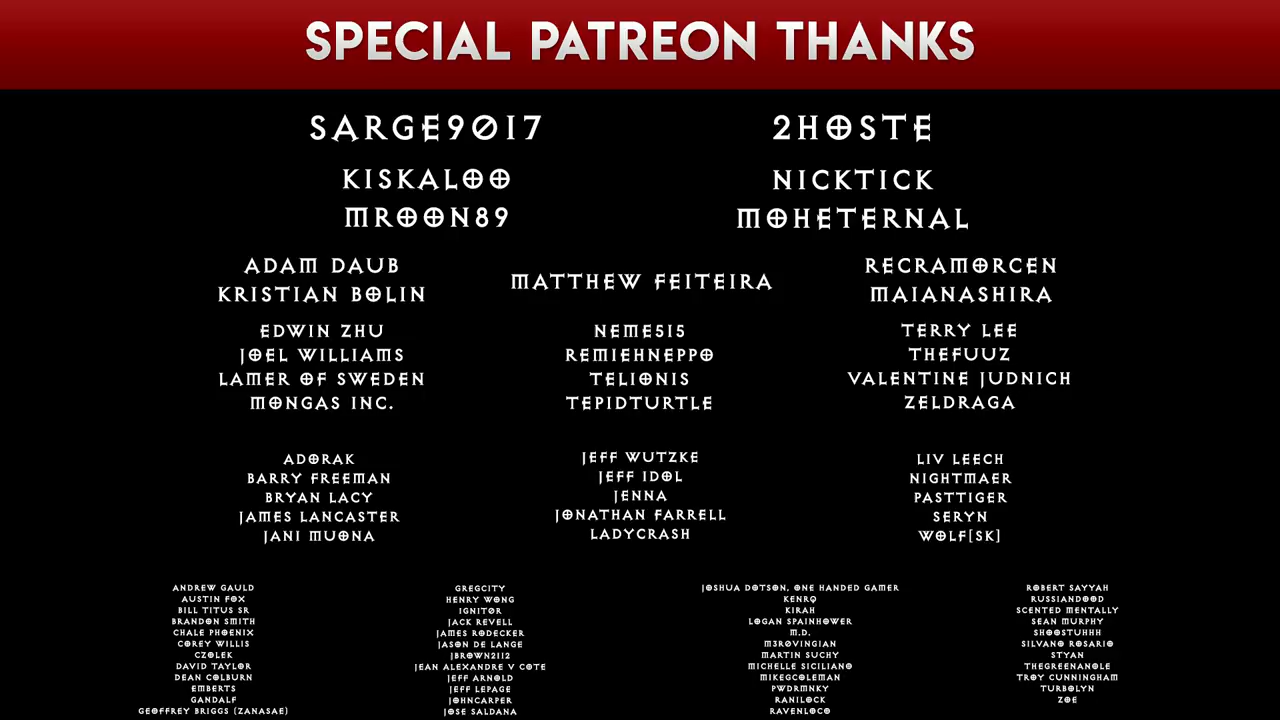 SPECIAL PATREON THANKS
SARGE9017
2HOSTE
KISKALOO
NICKTICK
MROON89
MOHETERNAL
ADAM DAUB
KRISTIAN BOLIN
MATTHEW FEITEIRA
RECRAMORCEN
MAIANASHIRA
EDWIN ZHU
JOEL WILLIAMS
LAMER OF SWEDEN
MONGAS INC.
NEME515
REMIEHNEPPO
TELIONIS
TEPIDTURTLE
TERRY LEE
THEFUUZ
VALENTINE JUDNICH
ZELDRAGA
ADORAK
BARRY FREEMAN
BRYAN LACY
JAMES LANCASTER
JANI MUONA
JEFF WUTZKE
JEFF IDOL
JENNA
JONATHAN FARRELL
LADYCRASH
LIV LEECH
NIGHTMAER
PASTTIGER
SERYN
WOLF[SK]
ANDREW GAULD
AUSTIN FOX
BILL TITUS SR
BRANDON SMITH
CHALE PHOENIX
COREY WILLIS
CZOLEK
DAVID TAYLOR
DEAN COLBURN
EMBERTS
GANDALF
GEOFFREY BRIGGS (ZANASAE)
GREGCITY
HENRY WONG
IGNITOR
JACK REVELL
JAMES RODECKER
JASON DE LANGE
JBROWN2112
JEAN ALEXANDRE V COTE
JEFF ARNOLD
JEFF LEPAGE
JOHNCARPER
JOSE SALDANA
JOSHUA DOTSON, ONE HANDED GAMER
KENRO
KIRAH
LOGAN SPAINHOWER
M.D.
M3ROVINGIAN
MARTIN SUCHY
MICHELLE SICILIANO
MIKEGCOLEMAN
PWDRMNKY
RANILOCK
RAVENLOCO
ROBERT SAYYAH
RUSSIANDOOD
SCENTED MENTALLY
SEAN MURPHY
SHOOSTUHHH
SILVANO ROSARIO
STYAN
THEGREENANOLE
TROY CUNNINGHAM
TURBOLYN
ZOE